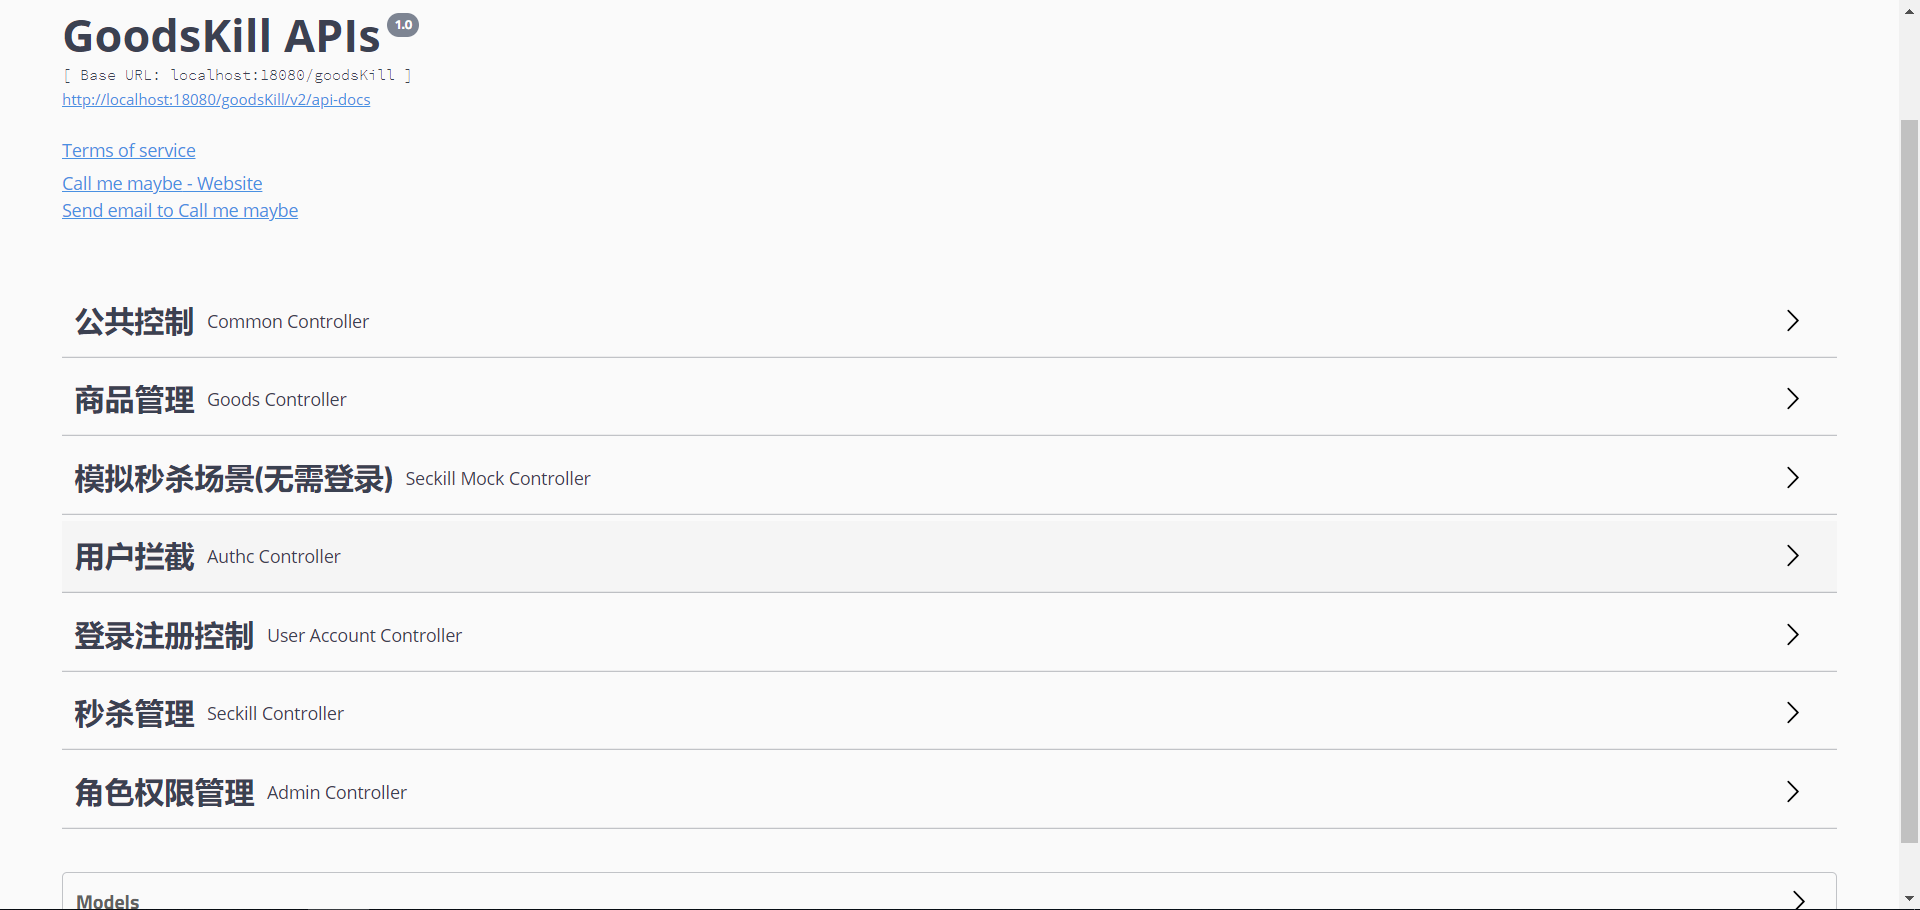 GoodsKill APIs 1.0
[ Base URL: localhost:18080/goodsKill ]
http://localhost:18080/goodsKill/v2/api-docs
Terms of service
Call me maybe - Website
Send email to Call me maybe
公共控制 Common Controller
商品管理 Goods Controller
模拟秒杀场景(无需登录) Seckill Mock Controller
用户拦截 Authc Controller
登录注册控制 User Account Controller
秒杀管理 Seckill Controller
角色权限管理 Admin Controller
Models